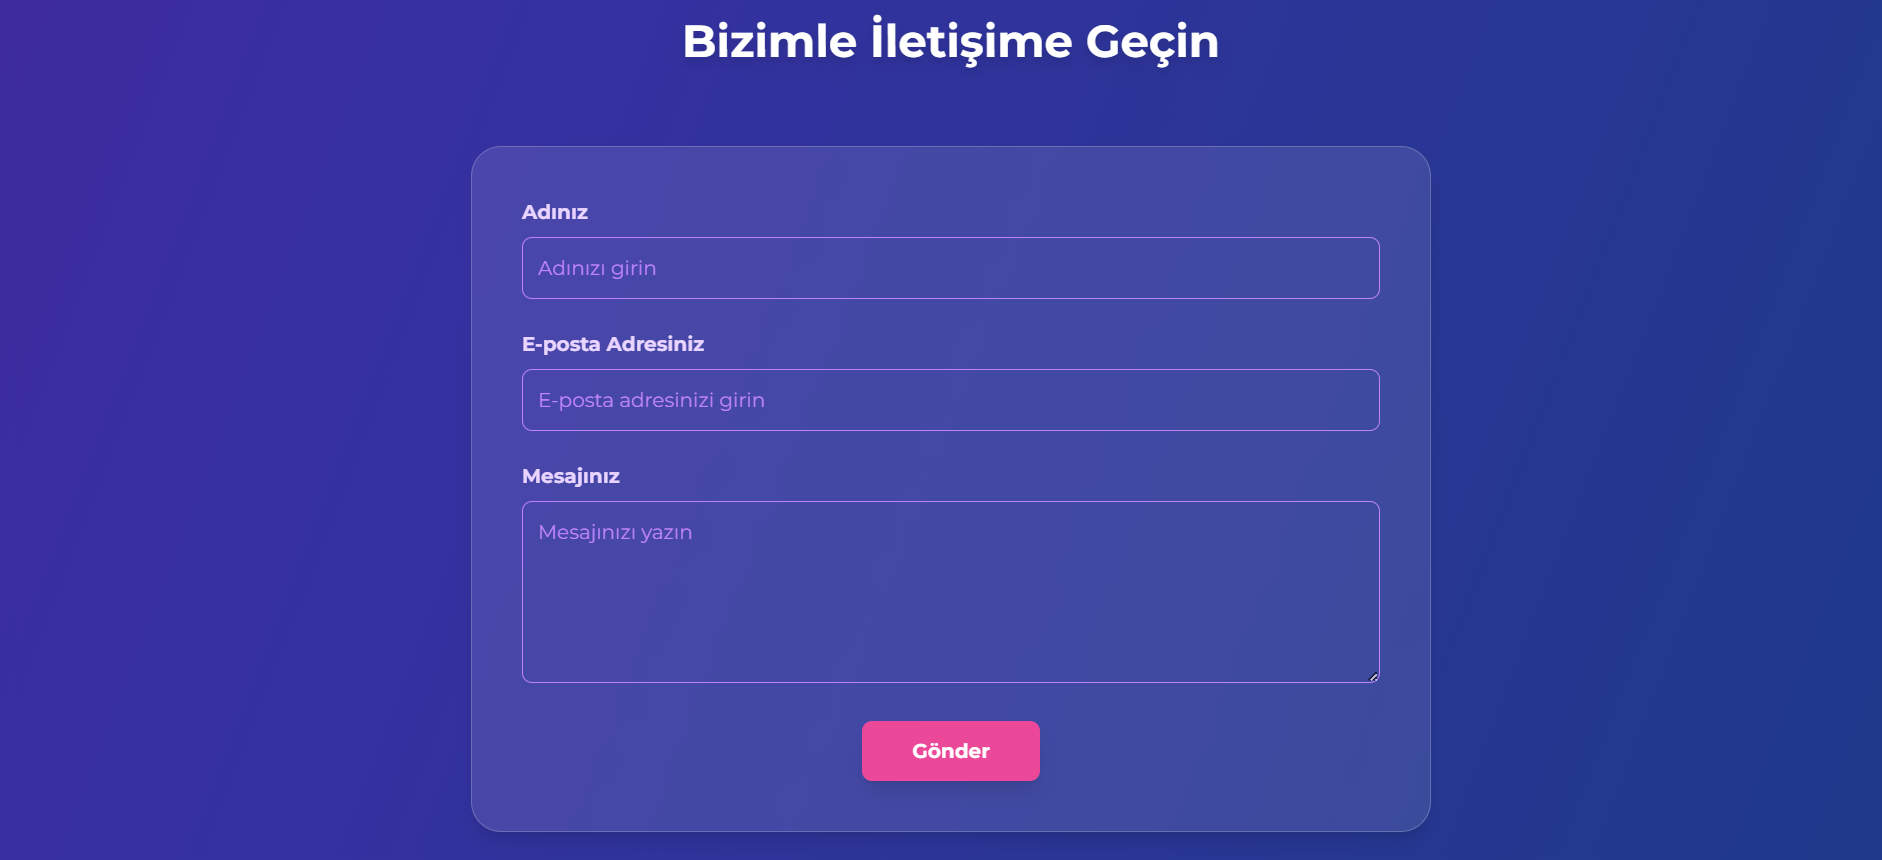 Bizimle İletişime Geçin
Adınız
Adınızı girin
E-posta Adresiniz
E-posta adresinizi girin
Mesajınız
Mesajınızı yazın
Gönder